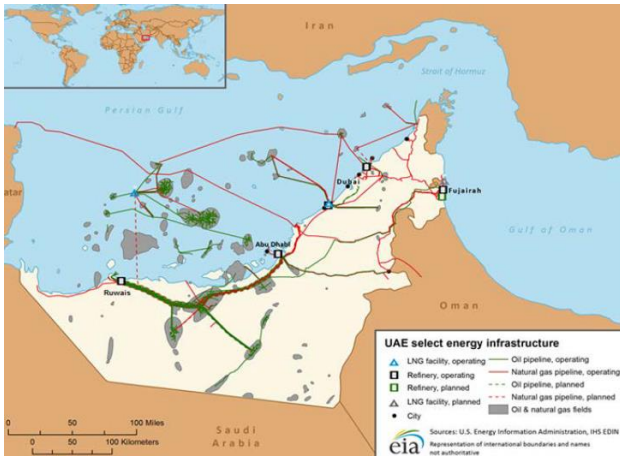 Iran
Strait of Hormuz
Persian Gulf
atar
Dubai
Fujairah
Gulf of Oman
Abu Dhabi
Ruwais
Oman
Saudi
Arabia
0 50 100 Miles
0 50 100 Kilometers
UAE select energy infrastructure
LNG facility, operating
Refinery, operating
Refinery, planned
LNG facility, planned
City
Oil pipeline, operating
Natural gas pipeline, operating
Oil pipeline, planned
Natural gas pipeline, planned
Oil & natural gas fields
eia
Sources: U.S. Energy Information Administration, IHS EDIN
Representation of international boundaries and names
not authoritative